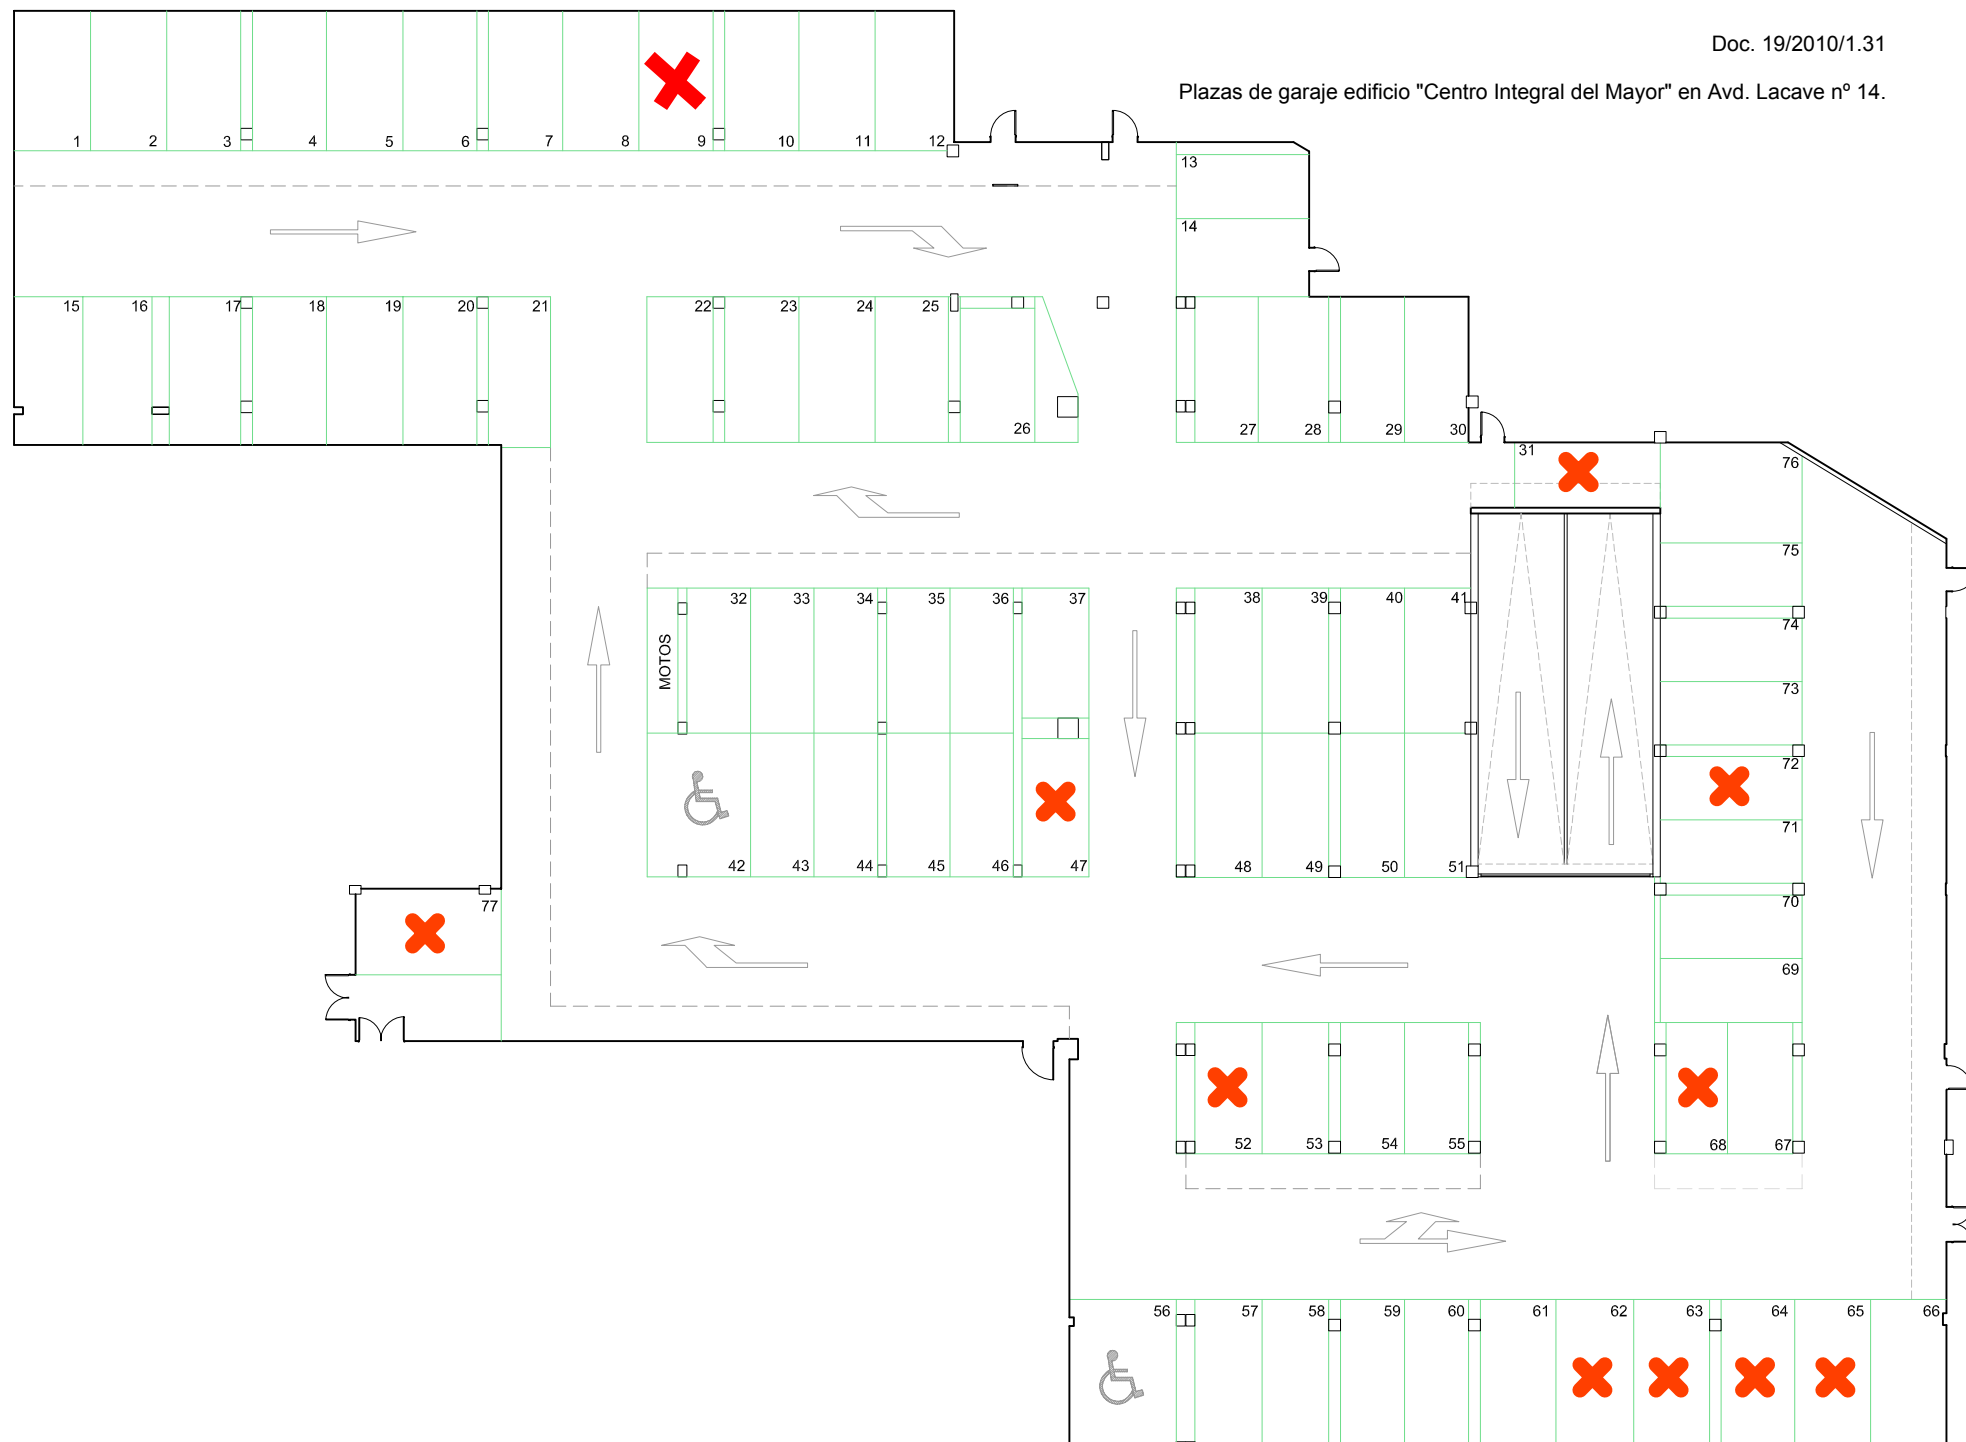 Doc. 19/2010/1.31
Plazas de garaje edificio "Centro Integral del Mayor" en Avd. Lacave nº 14.
1 2 3 4 5 6 7 8 9 10 11 12
13
14
15 16 17 18 19 20 21 22 23 24 25
26 27 28 29 30
31
76
75
32 33 34 35 36 37 38 39 40 41
74
MOTOS
73
72
71
42 43 44 45 46 47 48 49 50 51
70
77
69
52 53 54 55 68 67
56 57 58 59 60 61 62 63 64 65 66